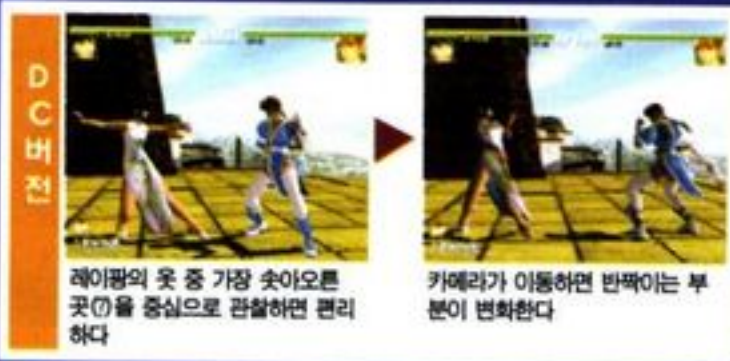 DC버전
레이팡의 옷 중 가장 솟아오른
곳(?)을 중심으로 관찰하면 편리
하다
카메라가 이동하면 반짝이는 부
분이 변화한다